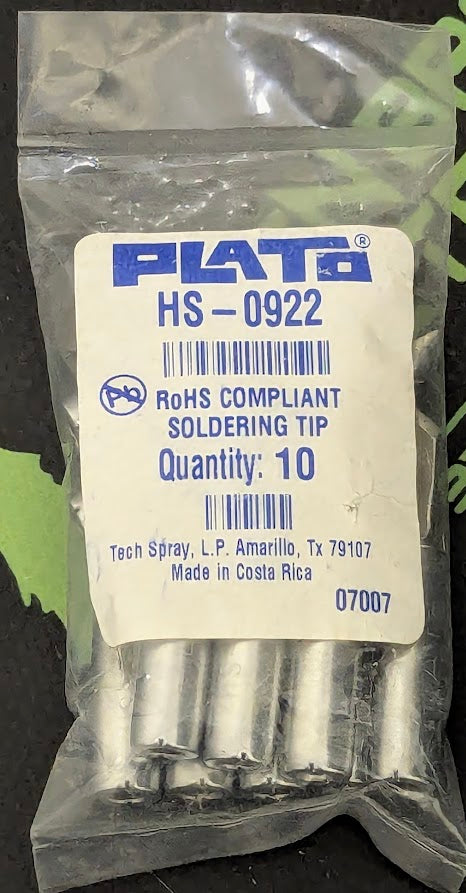 PLATO®
HS-0922
Pb
RoHS COMPLIANT
SOLDERING TIP
Quantity: 10
Tech Spray, L.P. Amarillo, Tx 79107
Made in Costa Rica
07007